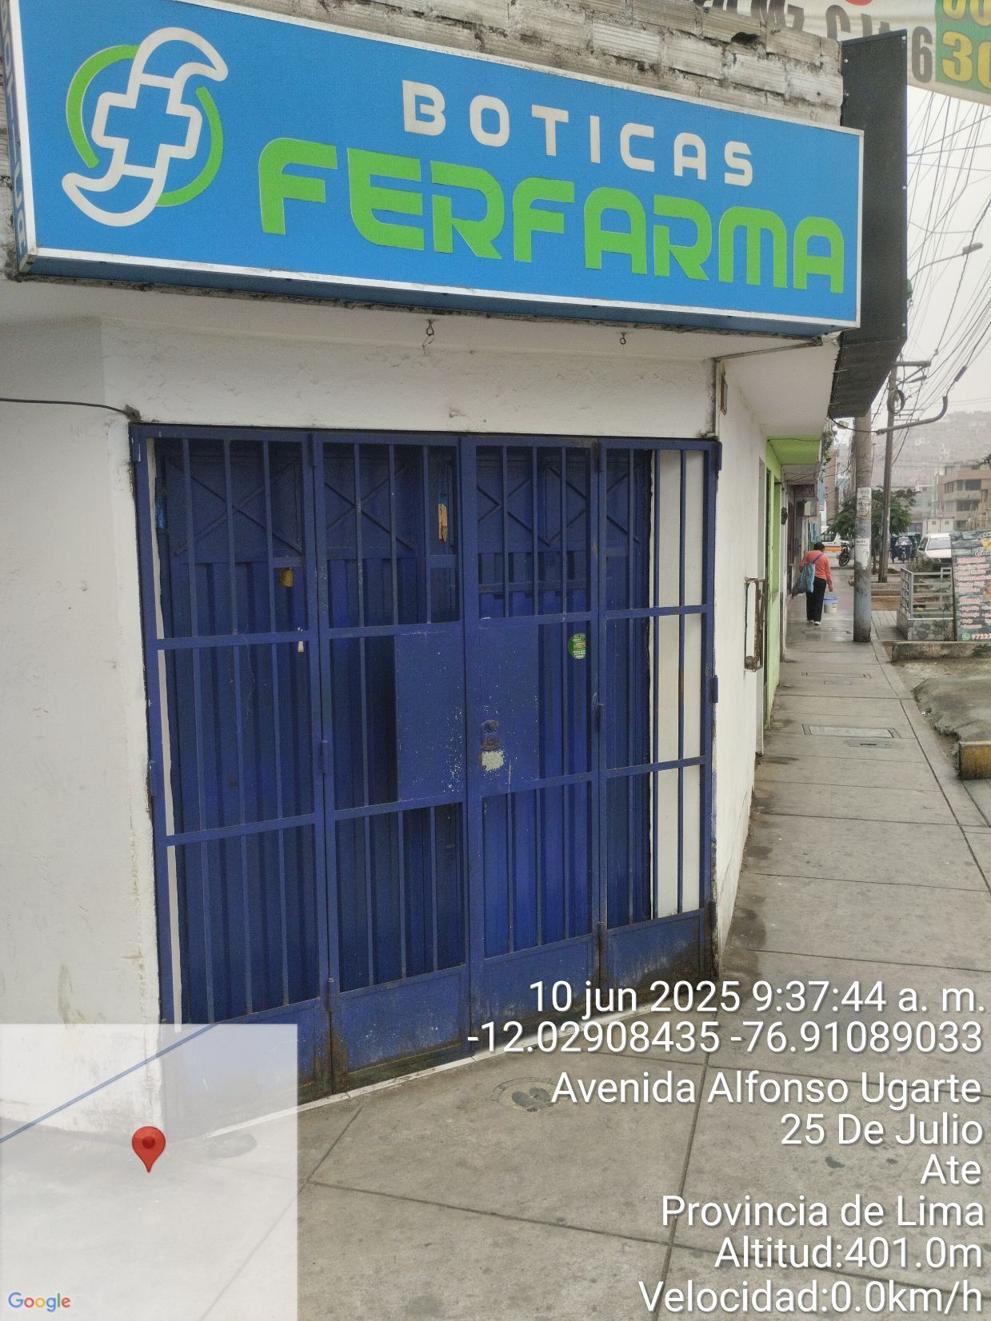 BOTICAS
FERFARMA
10 jun 2025 9:37:44 a. m.
-12.02908435 -76.91089033
Avenida Alfonso Ugarte
25 De Julio
Ate
Provincia de Lima
Altitud:401.0m
Velocidad:0.0km/h
Google